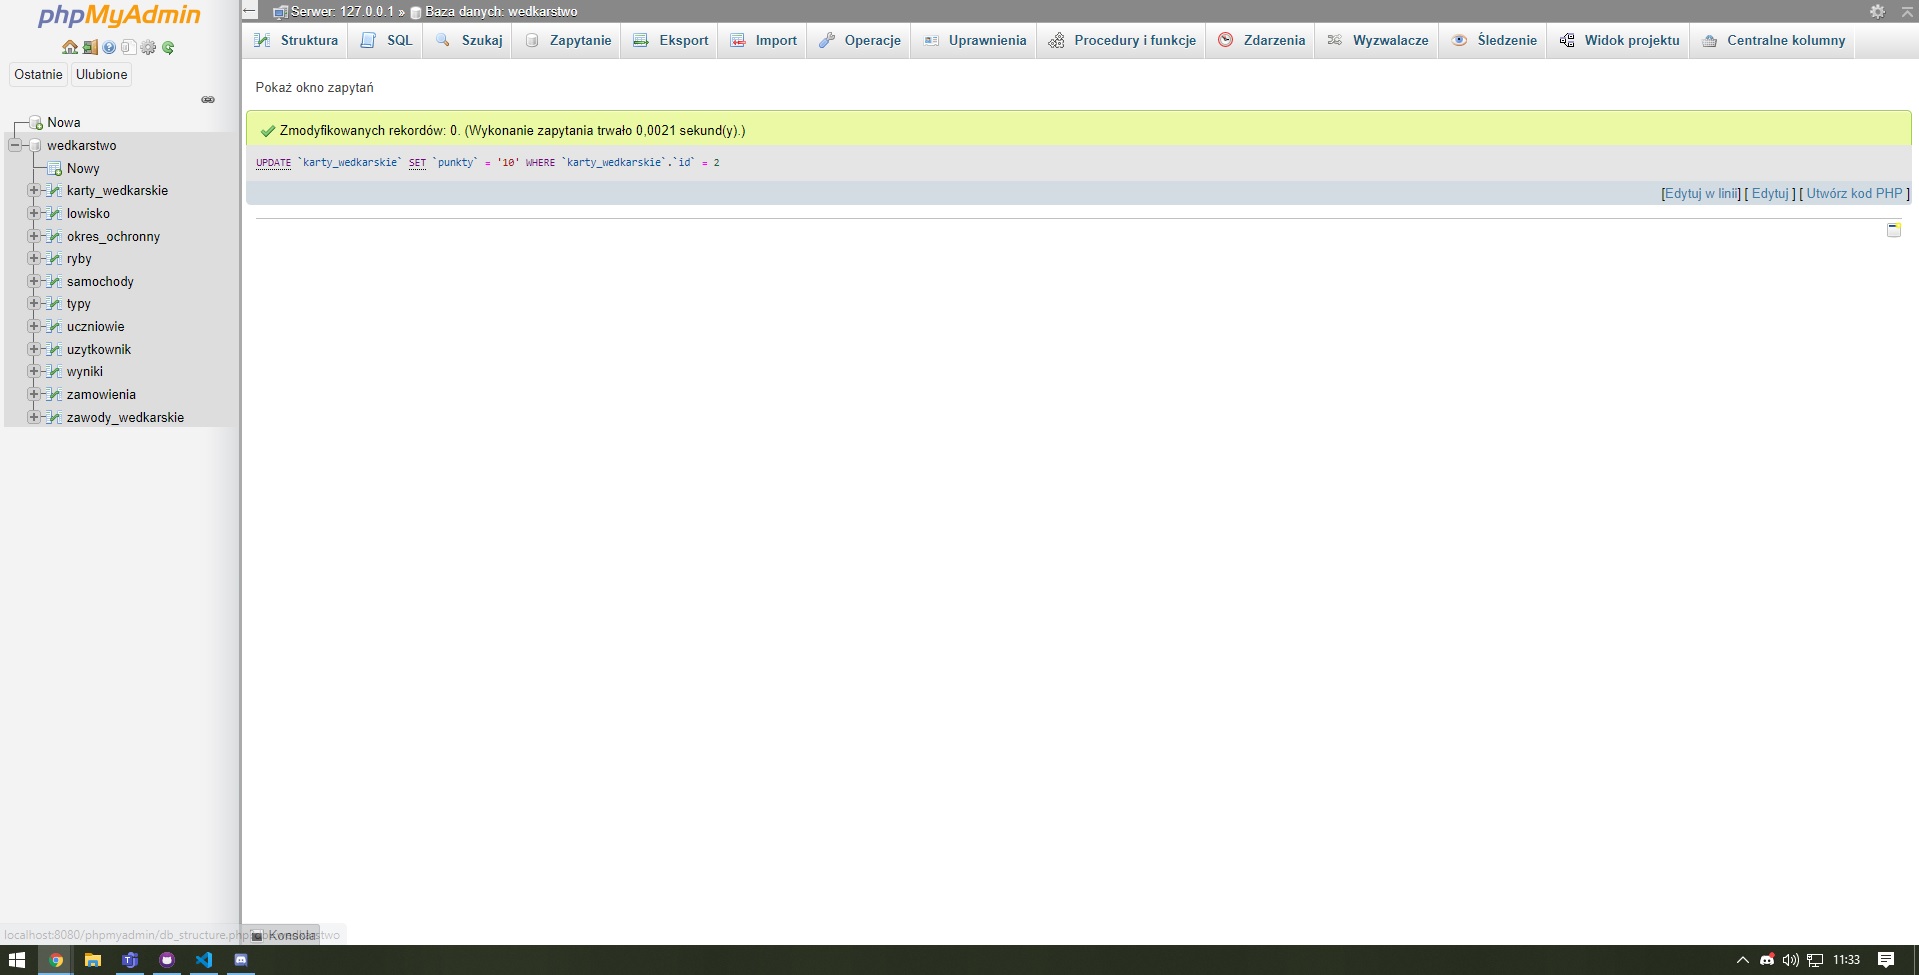 phpMyAdmin
Ostatnie Ulubione
Nowa
wedkarstwo
Nowy
karty_wedkarskie
lowisko
okres_ochronny
ryby
samochody
typy
uczniowie
uzytkownik
wyniki
zamowienia
zawody_wedkarskie
Serwer: 127.0.0.1 » Baza danych: wedkarstwo
Struktura SQL Szukaj Zapytanie Eksport Import Operacje Uprawnienia Procedury i funkcje Zdarzenia Wyzwalacze Śledzenie Widok projektu Centralne kolumny
Pokaż okno zapytań
Zmodyfikowanych rekordów: 0. (Wykonanie zapytania trwało 0,0021 sekund(y).)
UPDATE `karty_wedkarskie` SET `punkty` = '10' WHERE `karty_wedkarskie`.`id` = 2
[Edytuj w linii] [ Edytuj ] [ Utwórz kod PHP ]
localhost:8080/phpmyadmin/db_structure.php
Konsola
11:33